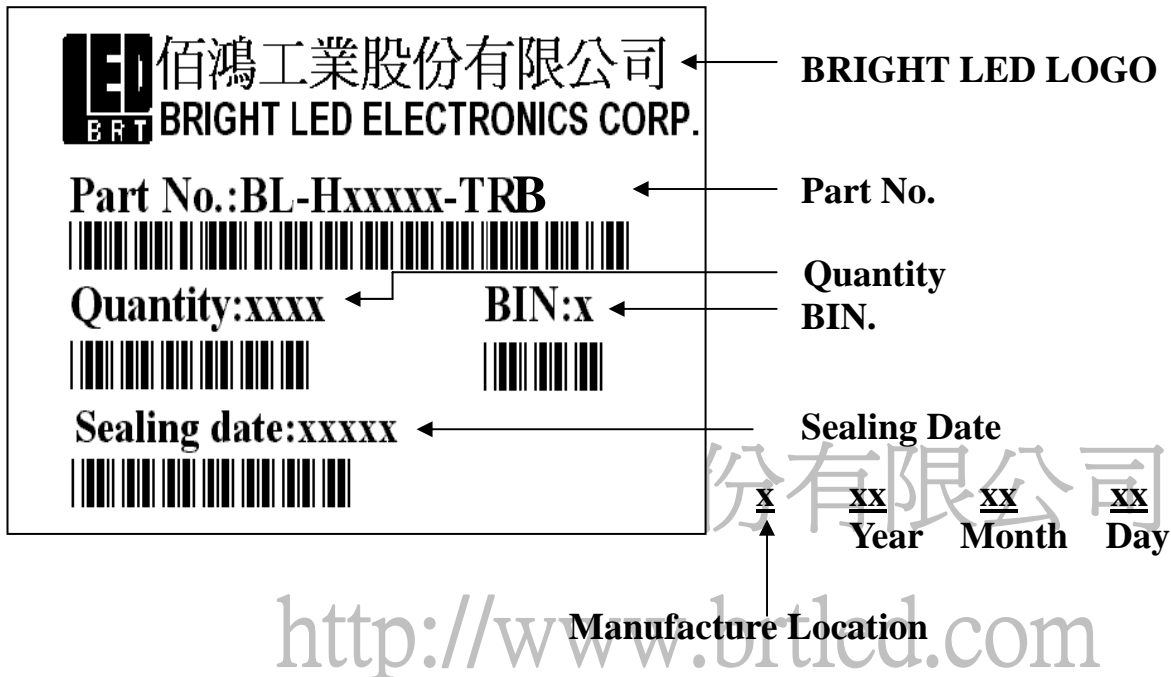 LED 佰鴻工業股份有限公司
BRT BRIGHT LED ELECTRONICS CORP.
BRIGHT LED LOGO
Part No.:BL-Hxxxxx-TRB
Part No.
Quantity:xxxx
BIN:x
Quantity
BIN.
Sealing date:xxxxx
Sealing Date
份有限公司
x xx xx xx
Year Month Day
Manufacture Location
http://www.brtled.com